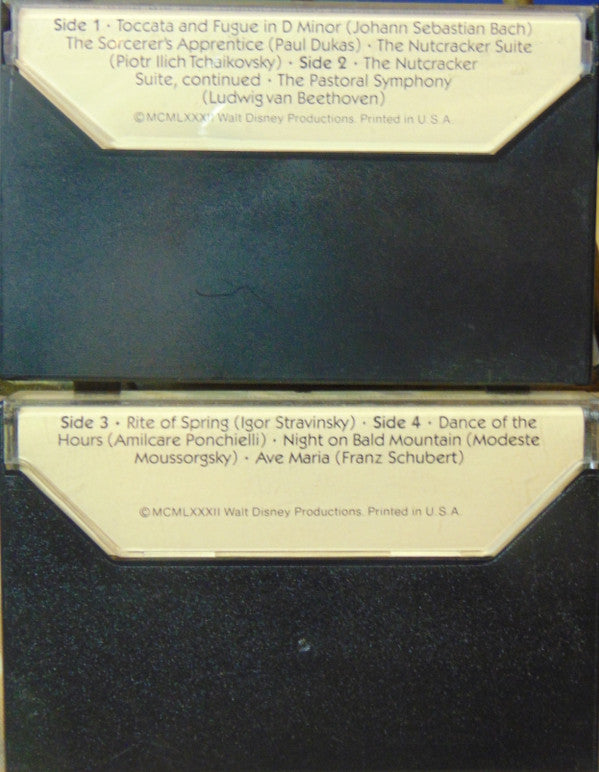 Side 1 · Toccata and Fugue in D Minor (Johann Sebastian Bach)
The Sorcerer's Apprentice (Paul Dukas) · The Nutcracker Suite
(Piotr Ilich Tchaikovsky) · Side 2 · The Nutcracker
Suite, continued · The Pastoral Symphony
(Ludwig van Beethoven)
©MCMLXXXII Walt Disney Productions. Printed in U.S.A.
Side 3 · Rite of Spring (Igor Stravinsky) · Side 4 · Dance of the
Hours (Amilcare Ponchielli) · Night on Bald Mountain (Modeste
Moussorgsky) · Ave Maria (Franz Schubert)
©MCMLXXXII Walt Disney Productions. Printed in U.S.A.